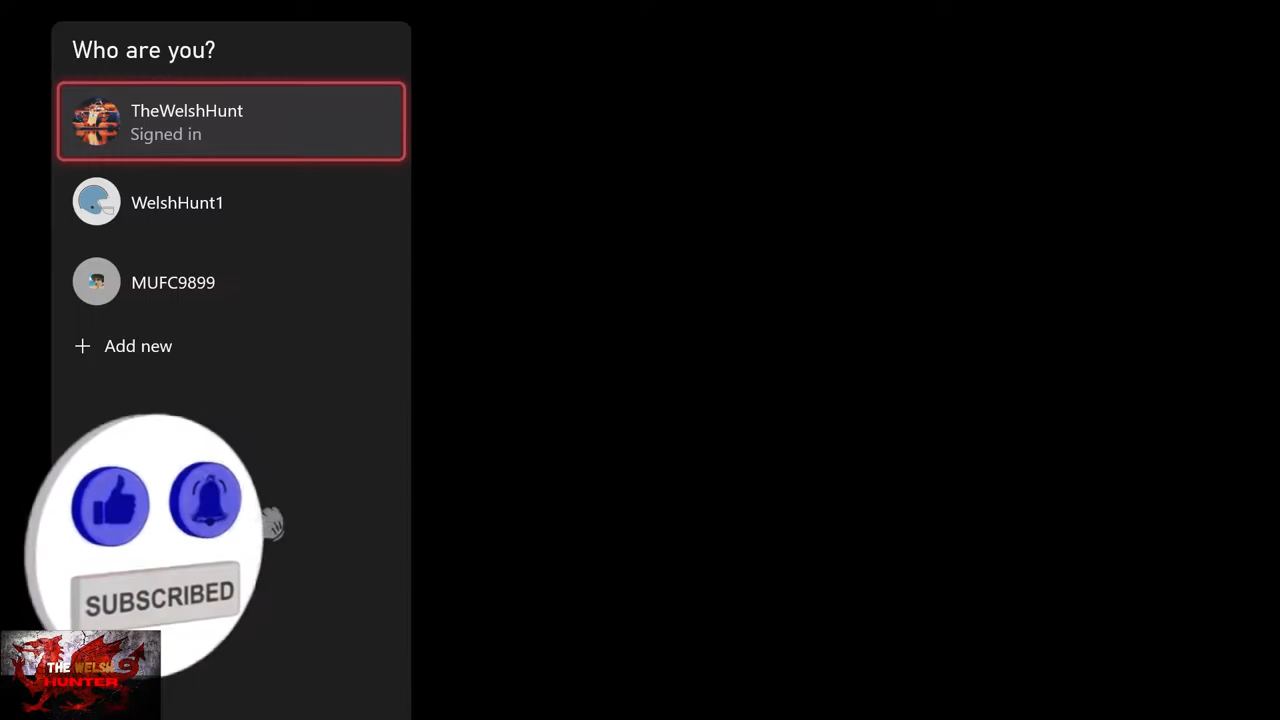 Who are you?
TheWelshHunt
Signed in
WelshHunt1
MUFC9899
Add new
SUBSCRIBED
THE WELSH
HUNTER